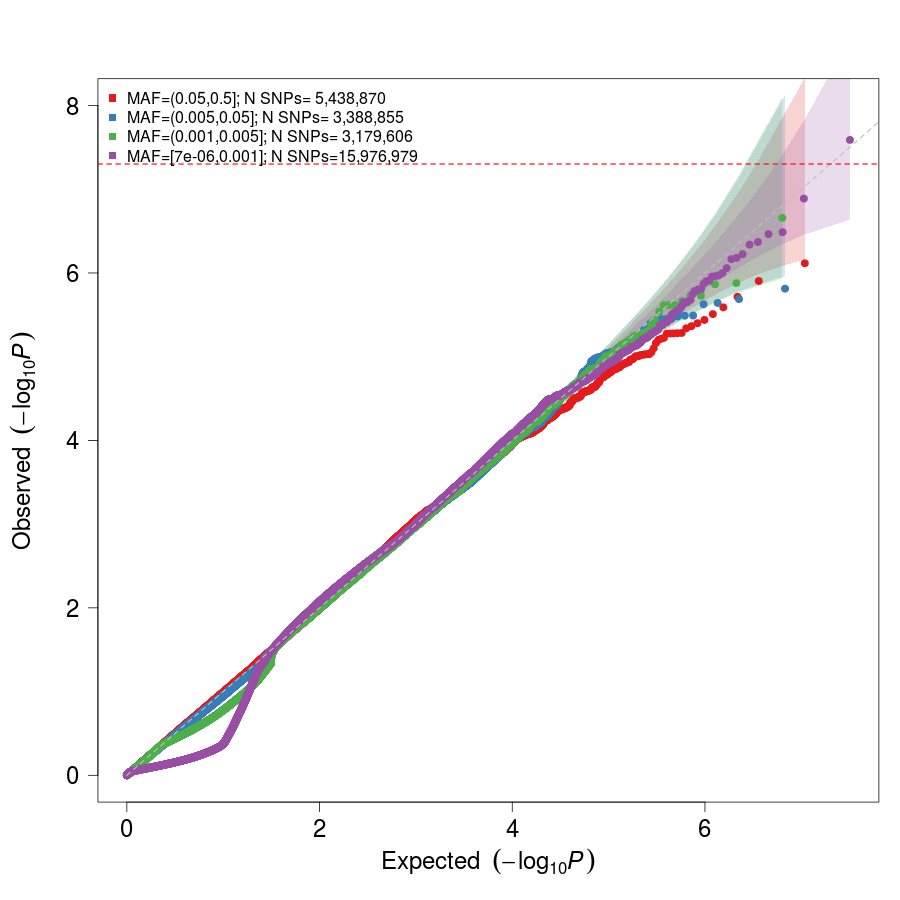 MAF=(0.05,0.5]; N SNPs= 5,438,870
MAF=(0.005,0.05]; N SNPs= 3,388,855
MAF=(0.001,0.005]; N SNPs= 3,179,606
MAF=[7e-06,0.001]; N SNPs=15,976,979
8
6
4
2
0
Observed (−log10P)
0 2 4 6
Expected (−log10P)